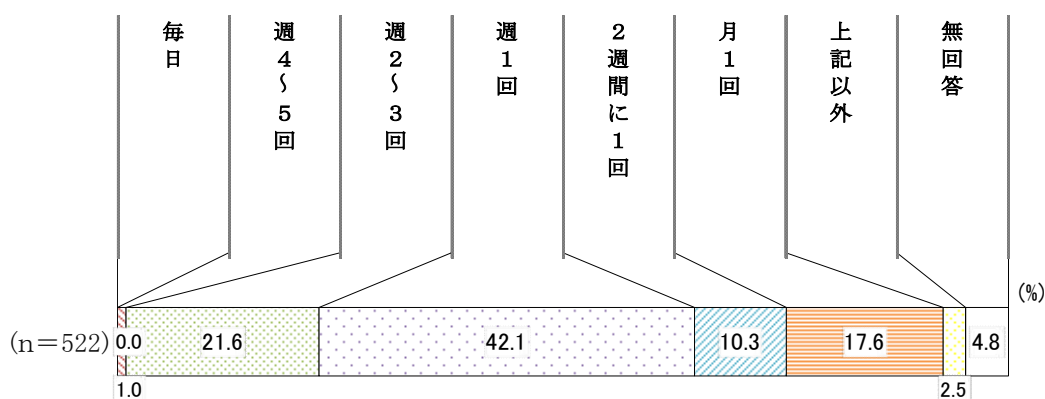 毎日
週４～５回
週２～３回
週１回
２週間に１回
月１回
上記以外
無回答
(%)
(n＝522)
0.0
21.6
42.1
10.3
17.6
4.8
1.0
2.5